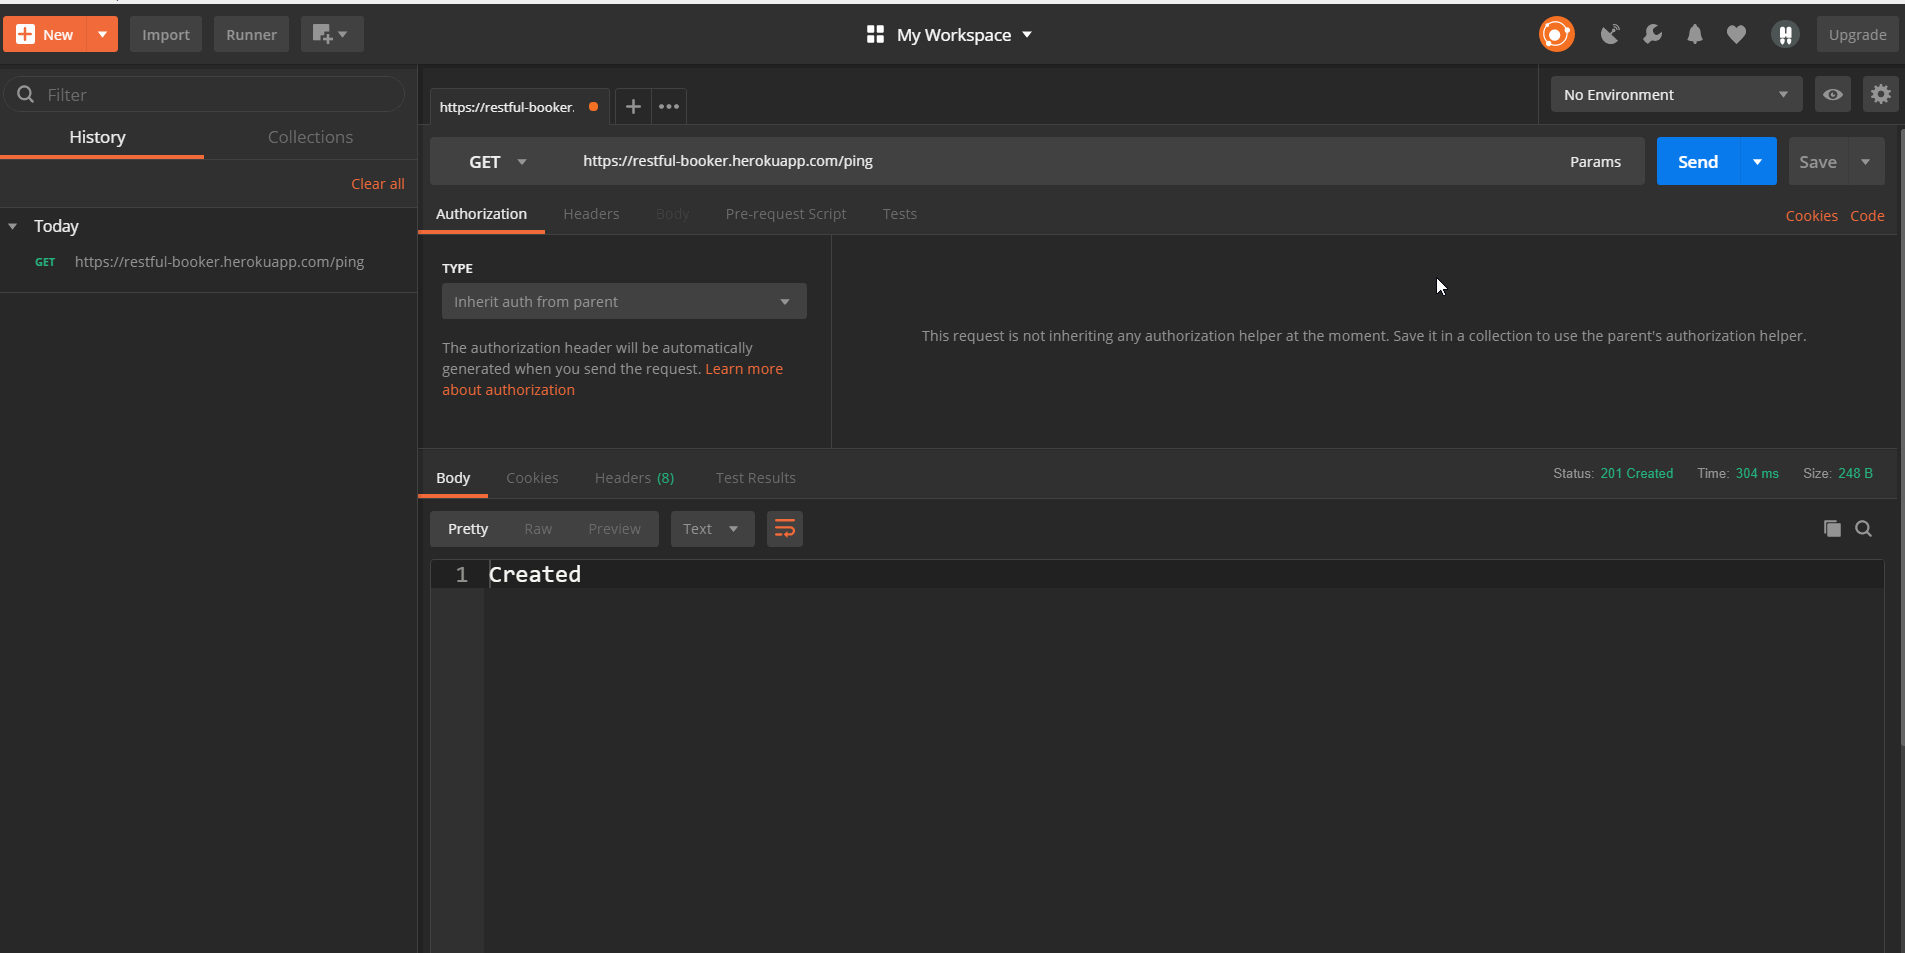 New
Import
Runner
My Workspace
Upgrade
Filter
History
Collections
Clear all
Today
GET https://restful-booker.herokuapp.com/ping
https://restful-booker.
No Environment
GET
https://restful-booker.herokuapp.com/ping
Params
Send
Save
Authorization
Headers
Body
Pre-request Script
Tests
Cookies
Code
TYPE
Inherit auth from parent
The authorization header will be automatically
generated when you send the request. Learn more
about authorization
This request is not inheriting any authorization helper at the moment. Save it in a collection to use the parent's authorization helper.
Body
Cookies
Headers (8)
Test Results
Status: 201 Created
Time: 304 ms
Size: 248 B
Pretty
Raw
Preview
Text
1 Created